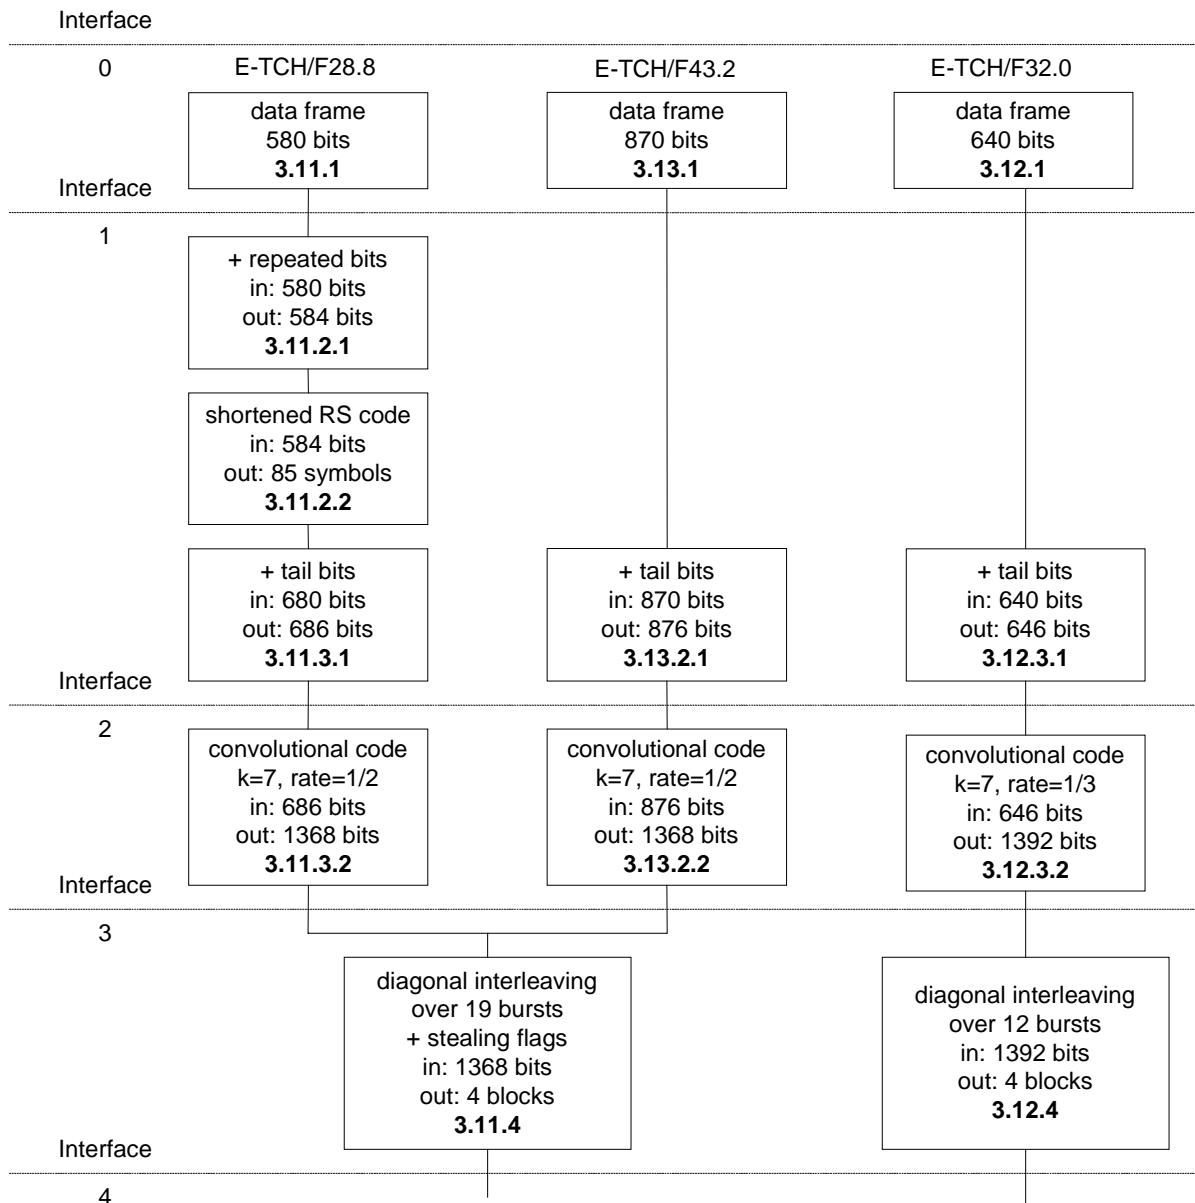 Interface
0
E-TCH/F28.8
E-TCH/F43.2
E-TCH/F32.0
data frame
580 bits
3.11.1
data frame
870 bits
3.13.1
data frame
640 bits
3.12.1
Interface
1
+ repeated bits
in: 580 bits
out: 584 bits
3.11.2.1
shortened RS code
in: 584 bits
out: 85 symbols
3.11.2.2
+ tail bits
in: 680 bits
out: 686 bits
3.11.3.1
+ tail bits
in: 870 bits
out: 876 bits
3.13.2.1
+ tail bits
in: 640 bits
out: 646 bits
3.12.3.1
Interface
2
convolutional code
k=7, rate=1/2
in: 686 bits
out: 1368 bits
3.11.3.2
convolutional code
k=7, rate=1/2
in: 876 bits
out: 1368 bits
3.13.2.2
convolutional code
k=7, rate=1/3
in: 646 bits
out: 1392 bits
3.12.3.2
Interface
3
diagonal interleaving
over 19 bursts
+ stealing flags
in: 1368 bits
out: 4 blocks
3.11.4
diagonal interleaving
over 12 bursts
in: 1392 bits
out: 4 blocks
3.12.4
Interface
4